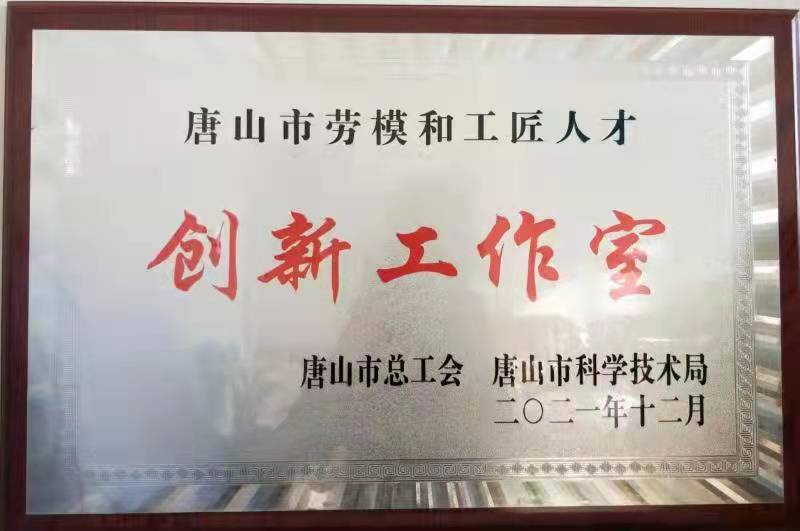 唐山市劳模和工匠人才
创新工作室
唐山市总工会 唐山市科学技术局
二〇二一年十二月